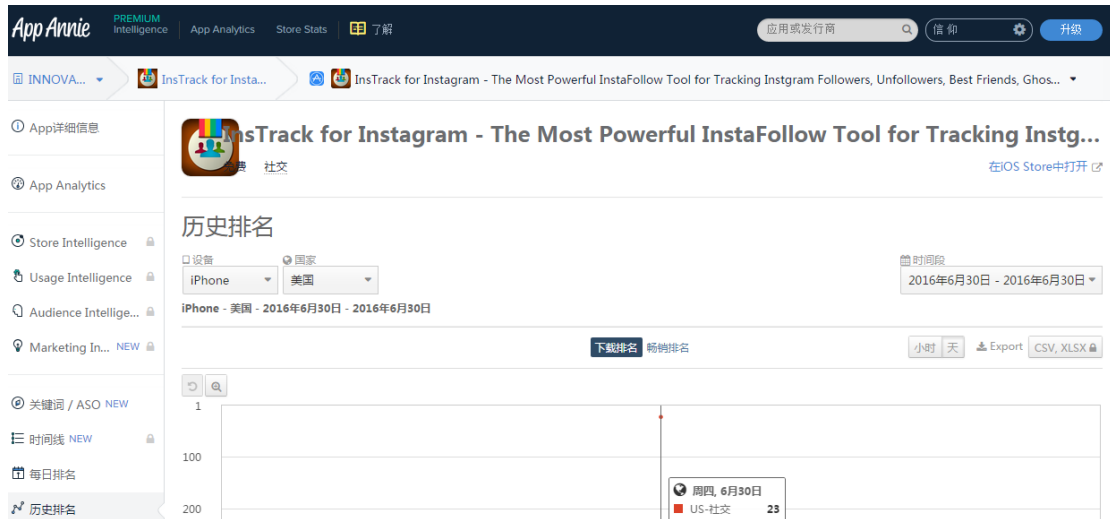 App Annie PREMIUM Intelligence App Analytics Store Stats 了解 应用或发行商 信仰 升级
INNOVA... InsTrack for Insta... InsTrack for Instagram - The Most Powerful InstaFollow Tool for Tracking Instgram Followers, Unfollowers, Best Friends, Ghos...
App详细信息
App Analytics
Store Intelligence
Usage Intelligence
Audience Intellige...
Marketing In... NEW
关键词 / ASO NEW
时间线 NEW
每日排名
历史排名
InsTrack for Instagram - The Most Powerful InstaFollow Tool for Tracking Instg...
免费 社交 在iOS Store中打开
历史排名
设备 国家 时间段
iPhone 美国 2016年6月30日 - 2016年6月30日
iPhone - 美国 - 2016年6月30日 - 2016年6月30日
下载排名 畅销排名 小时 天 Export CSV, XLSX
1
100
200
周四, 6月30日
US-社交 23